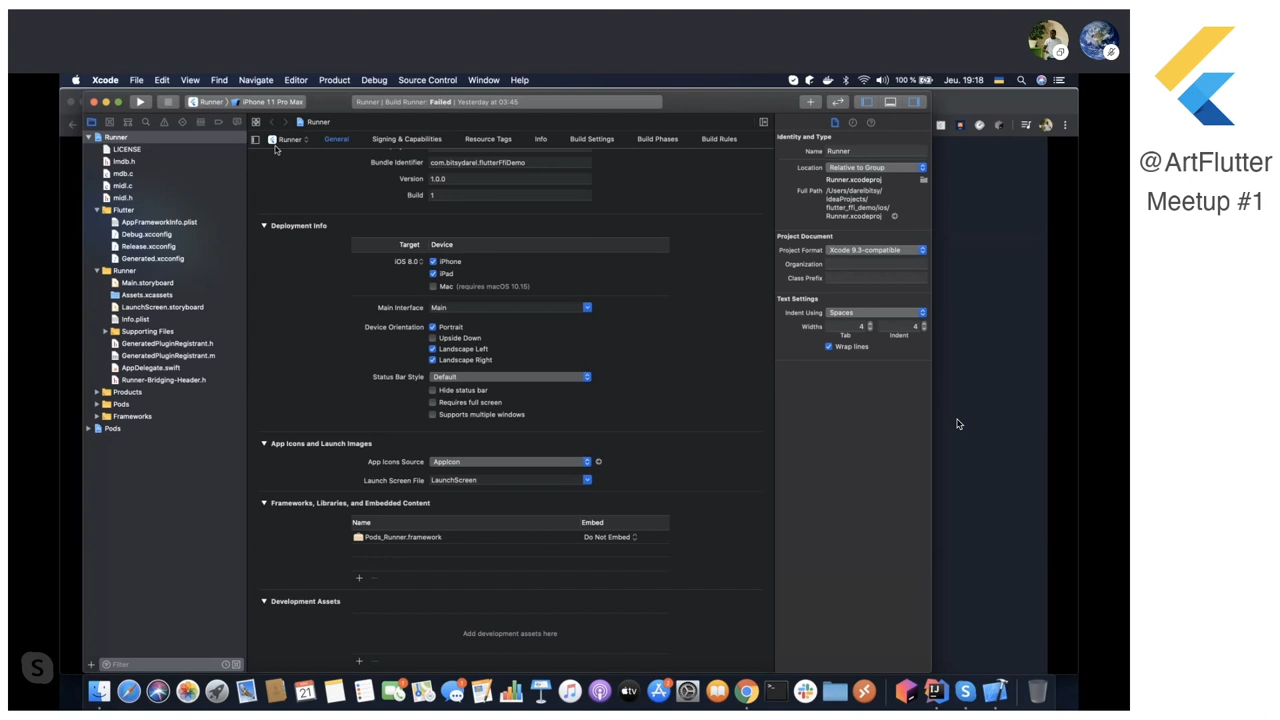 Xcode File Edit View Find Navigate Editor Product Debug Source Control Window Help
100 % Jeu. 19:18
Runner iPhone 11 Pro Max
Runner | Build Runner: Failed | Yesterday at 03:45
Runner
Runner
General Signing & Capabilities Resource Tags Info Build Settings Build Phases Build Rules
Runner
LICENSE
lmdb.h
mdb.c
midl.c
midl.h
Flutter
AppFrameworkInfo.plist
Debug.xcconfig
Release.xcconfig
Generated.xcconfig
Runner
Main.storyboard
Assets.xcassets
LaunchScreen.storyboard
Info.plist
Supporting Files
GeneratedPluginRegistrant.h
GeneratedPluginRegistrant.m
AppDelegate.swift
Runner-Bridging-Header.h
Products
Pods
Frameworks
Pods
Filter
Bundle Identifier com.bitsydarel.flutterFfiDemo
Version 1.0.0
Build 1
Deployment Info
Target Device
iOS 8.0 iPhone
iPad
Mac (requires macOS 10.15)
Main Interface Main
Device Orientation Portrait
Upside Down
Landscape Left
Landscape Right
Status Bar Style Default
Hide status bar
Requires full screen
Supports multiple windows
App Icons and Launch Images
App Icons Source AppIcon
Launch Screen File LaunchScreen
Frameworks, Libraries, and Embedded Content
Name Embed
Pods_Runner.framework Do Not Embed
Development Assets
Add development assets here
Identity and Type
Name Runner
Location Relative to Group
Runner.xcodeproj
Full Path /Users/darelbitsy/
IdeaProjects/
flutter_ffi_demo/ios/
Runner.xcodeproj
Project Document
Project Format Xcode 9.3-compatible
Organization
Class Prefix
Text Settings
Indent Using Spaces
Widths 4 4
Tab Indent
Wrap lines
21
tv
S
@ArtFlutter
Meetup #1